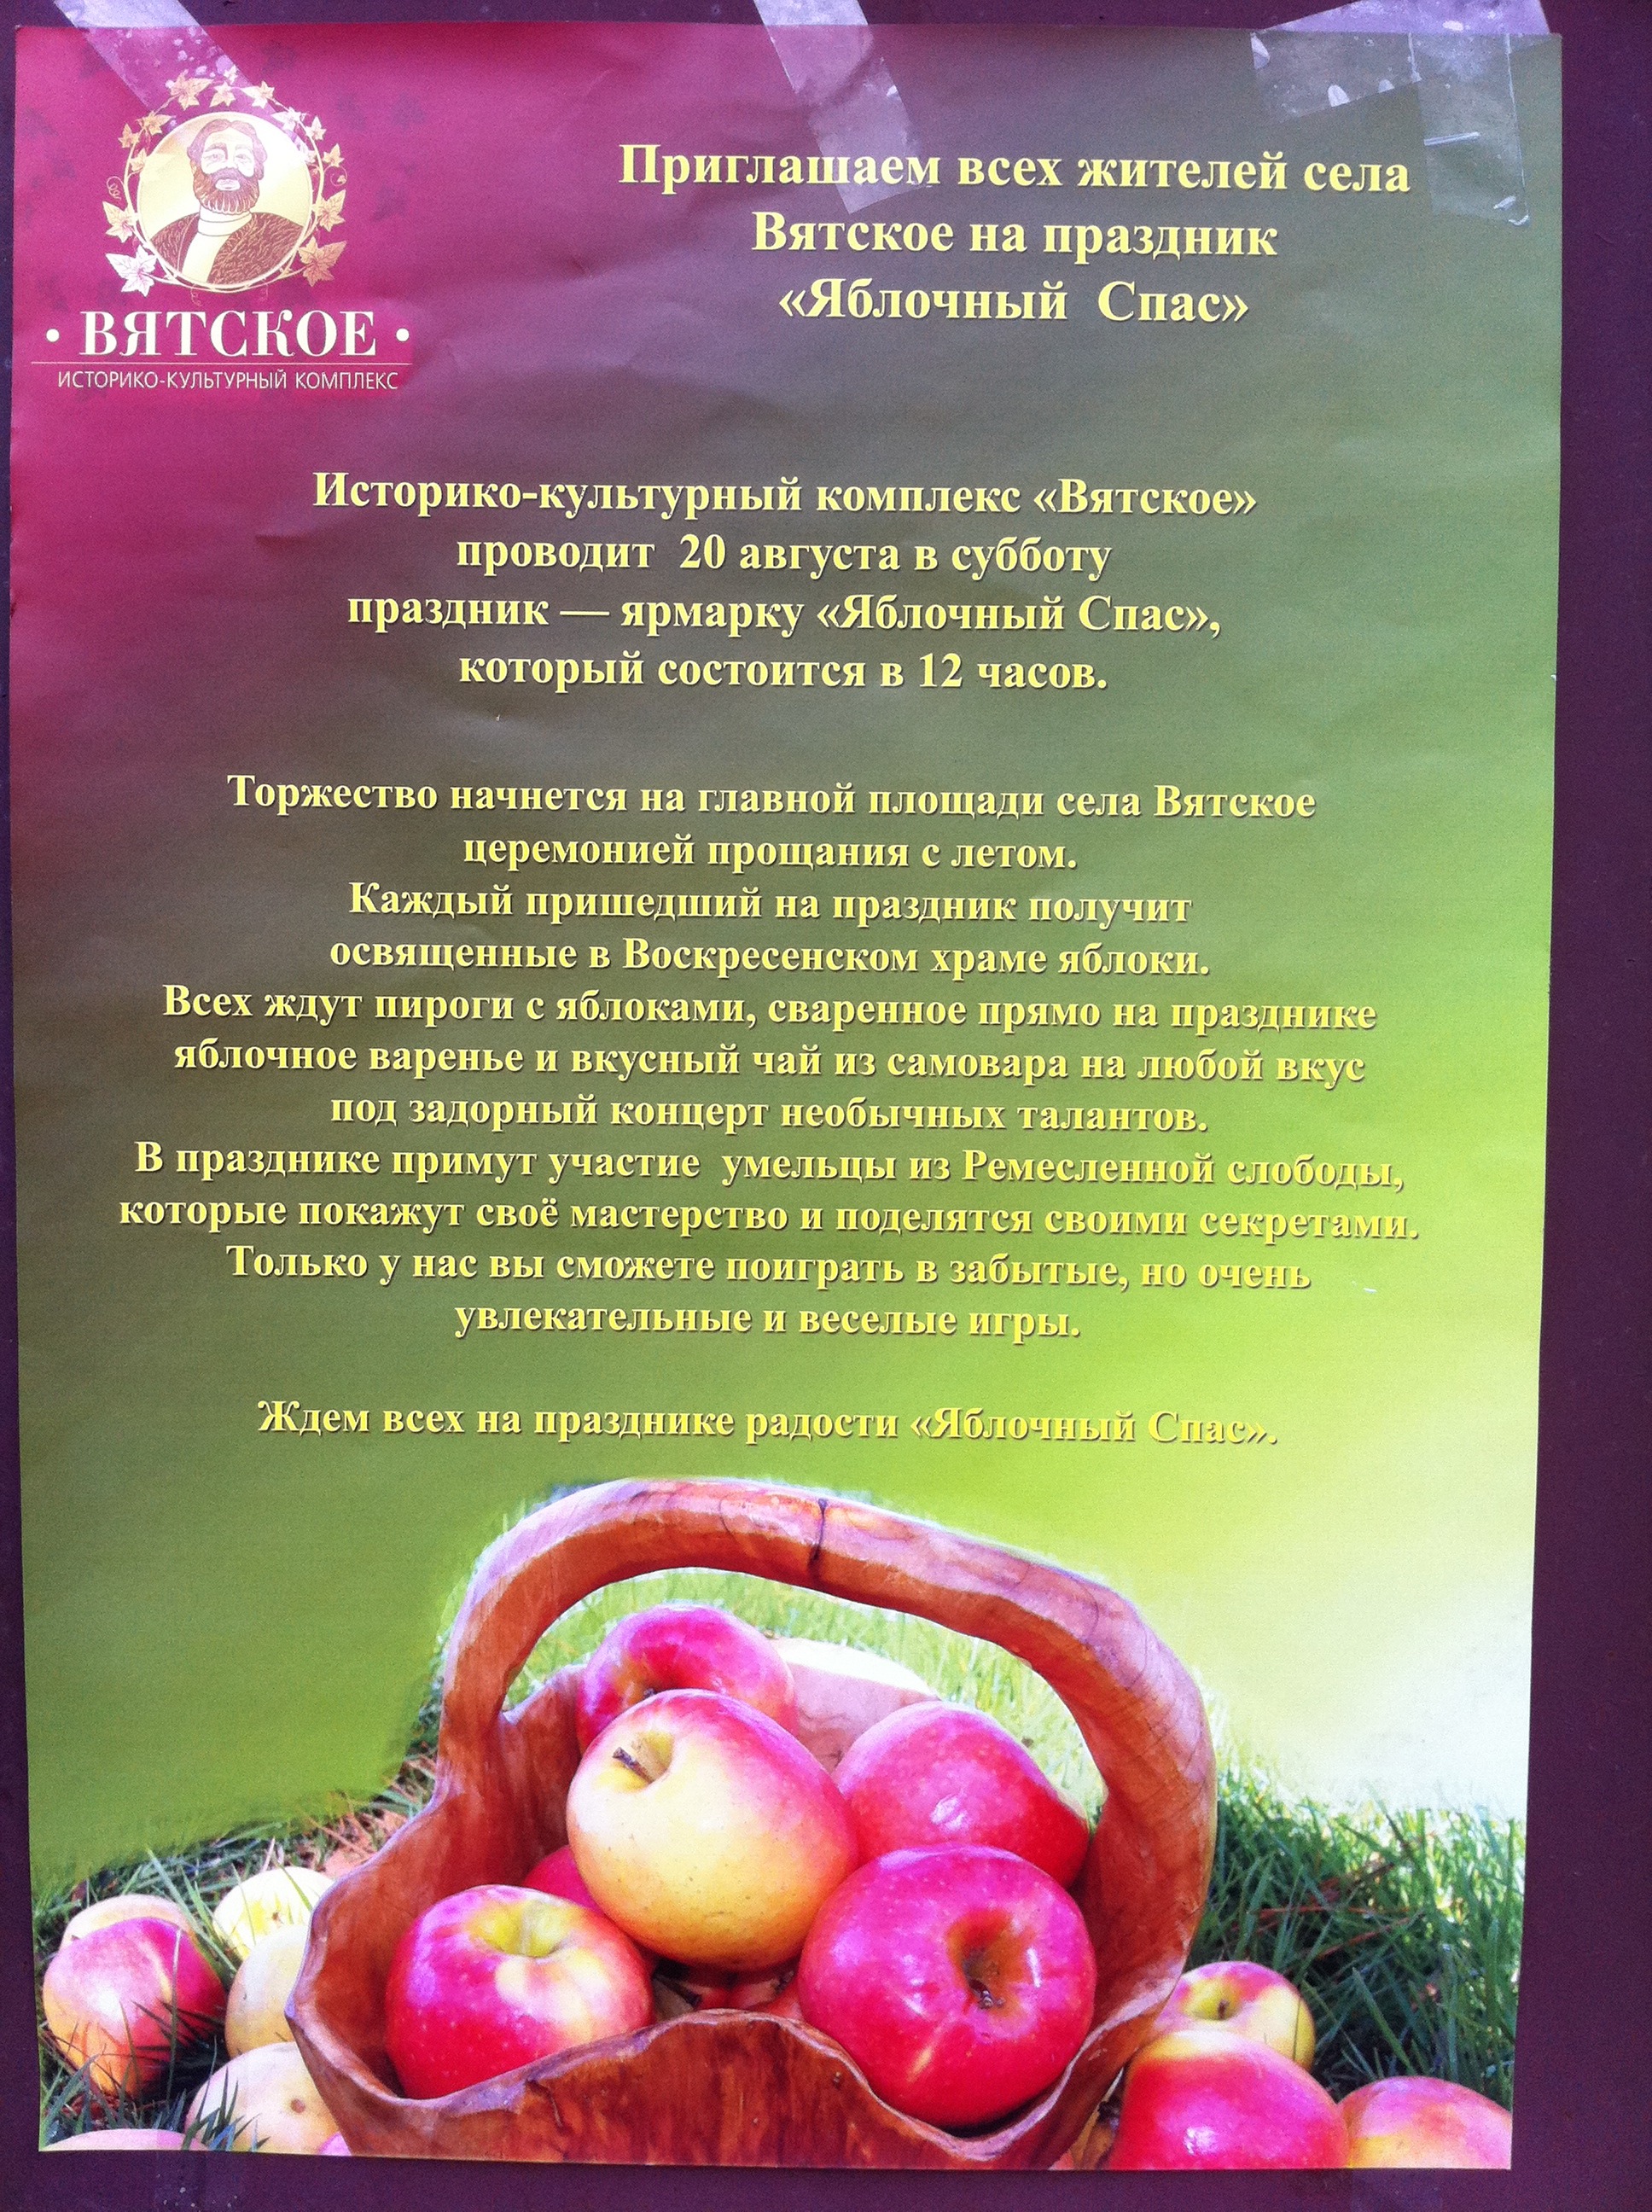 ВЯТСКОЕ
ИСТОРИКО-КУЛЬТУРНЫЙ КОМПЛЕКС
Приглашаем всех жителей села
Вятское на праздник
«Яблочный Спас»
Историко-культурный комплекс «Вятское»
проводит 20 августа в субботу
праздник — ярмарку «Яблочный Спас»,
который состоится в 12 часов.
Торжество начнется на главной площади села Вятское
церемонией прощания с летом.
Каждый пришедший на праздник получит
освященные в Воскресенском храме яблоки.
Всех ждут пироги с яблоками, сваренное прямо на празднике
яблочное варенье и вкусный чай из самовара на любой вкус
под задорный концерт необычных талантов.
В празднике примут участие умельцы из Ремесленной слободы,
которые покажут своё мастерство и поделятся своими секретами.
Только у нас вы сможете поиграть в забытые, но очень
увлекательные и веселые игры.
Ждем всех на празднике радости «Яблочный Спас».